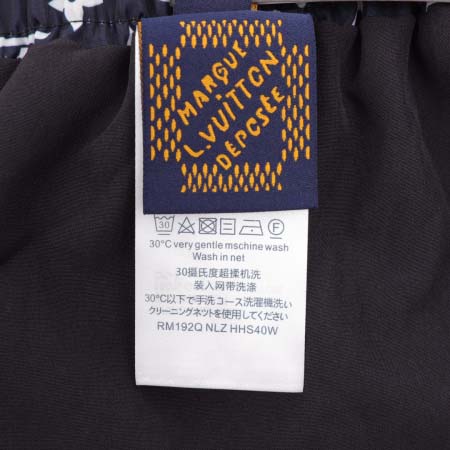 MARQUE
L.VUITTON
DÉPOSÉE
30
F
30°C very gentle mschine wash
Wash in net
30摄氏度超揉机洗
装入网带洗涤
30℃以下で手洗コース洗濯機洗い
クリーニングネットを使用してください
RM192Q NLZ HHS40W